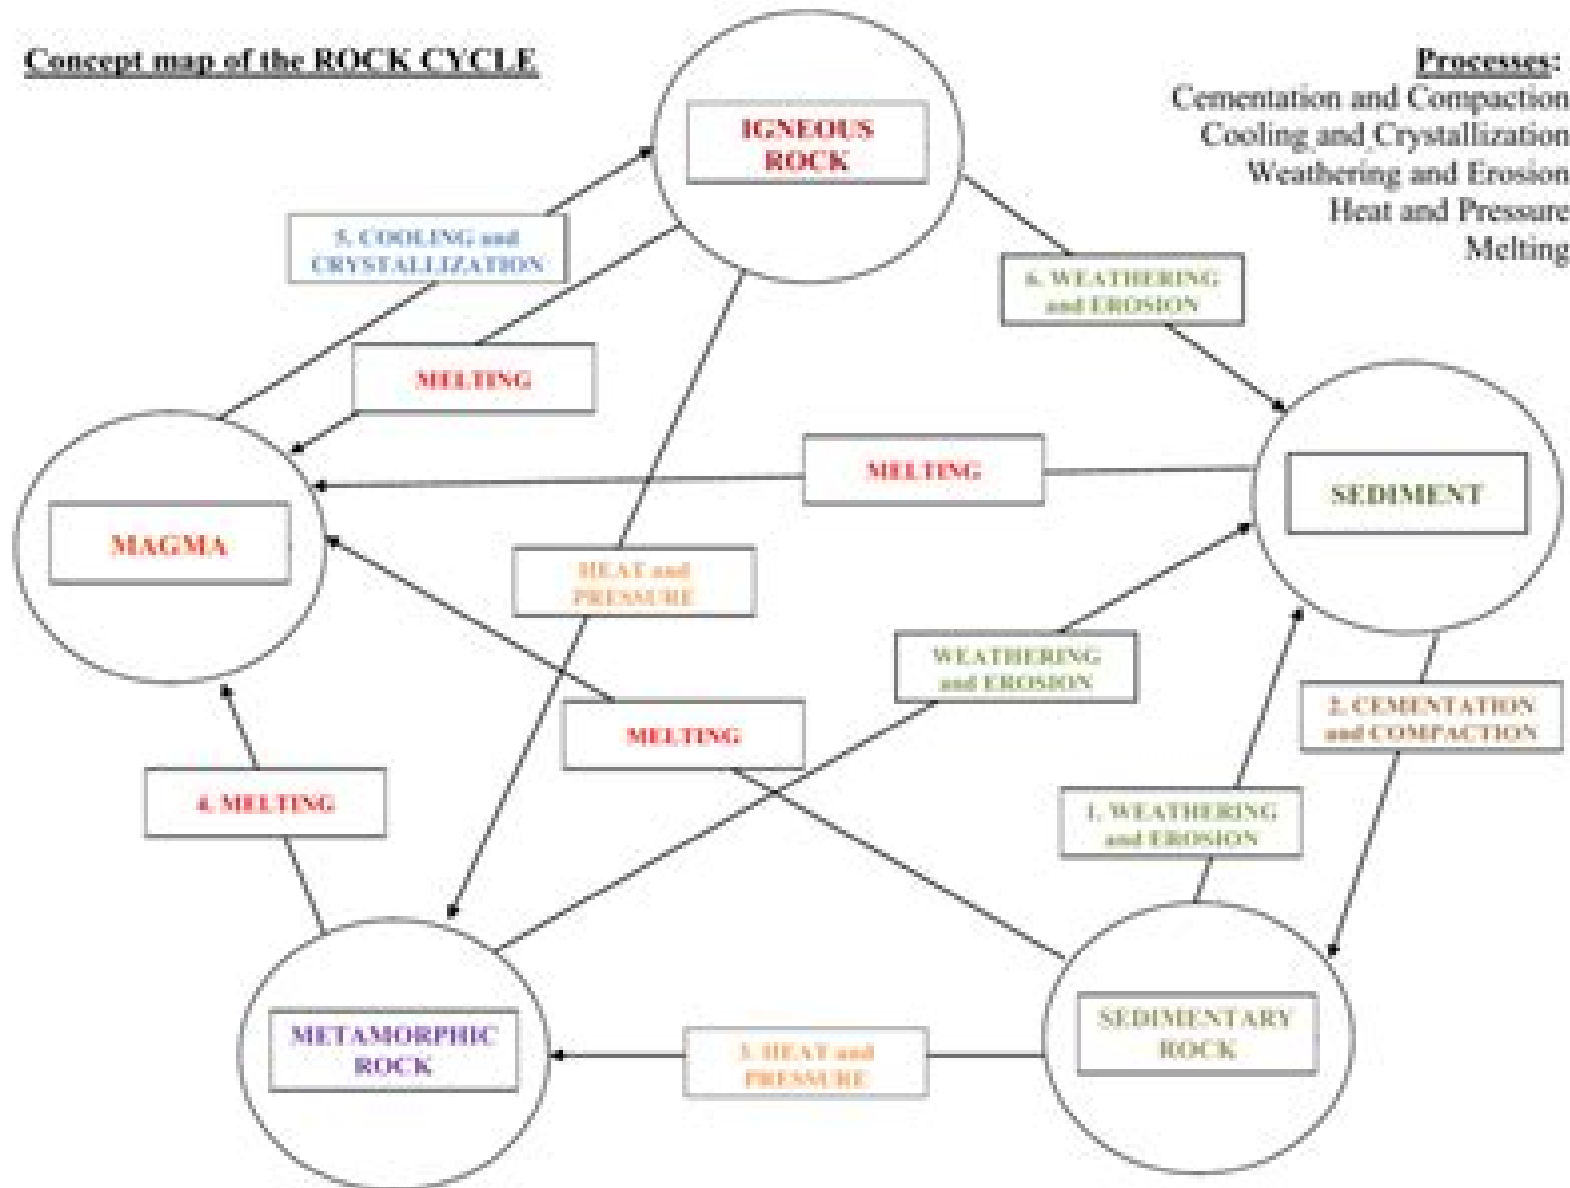 Concept map of the ROCK CYCLE
Processes:
Cementation and Compaction
Cooling and Crystallization
Weathering and Erosion
Heat and Pressure
Melting
IGNEOUS
ROCK
5. COOLING and
CRYSTALLIZATION
6. WEATHERING
and EROSION
MELTING
MELTING
SEDIMENT
MAGMA
HEAT and
PRESSURE
WEATHERING
and EROSION
2. CEMENTATION
and COMPACTION
MELTING
4. MELTING
1. WEATHERING
and EROSION
METAMORPHIC
ROCK
3. HEAT and
PRESSURE
SEDIMENTARY
ROCK